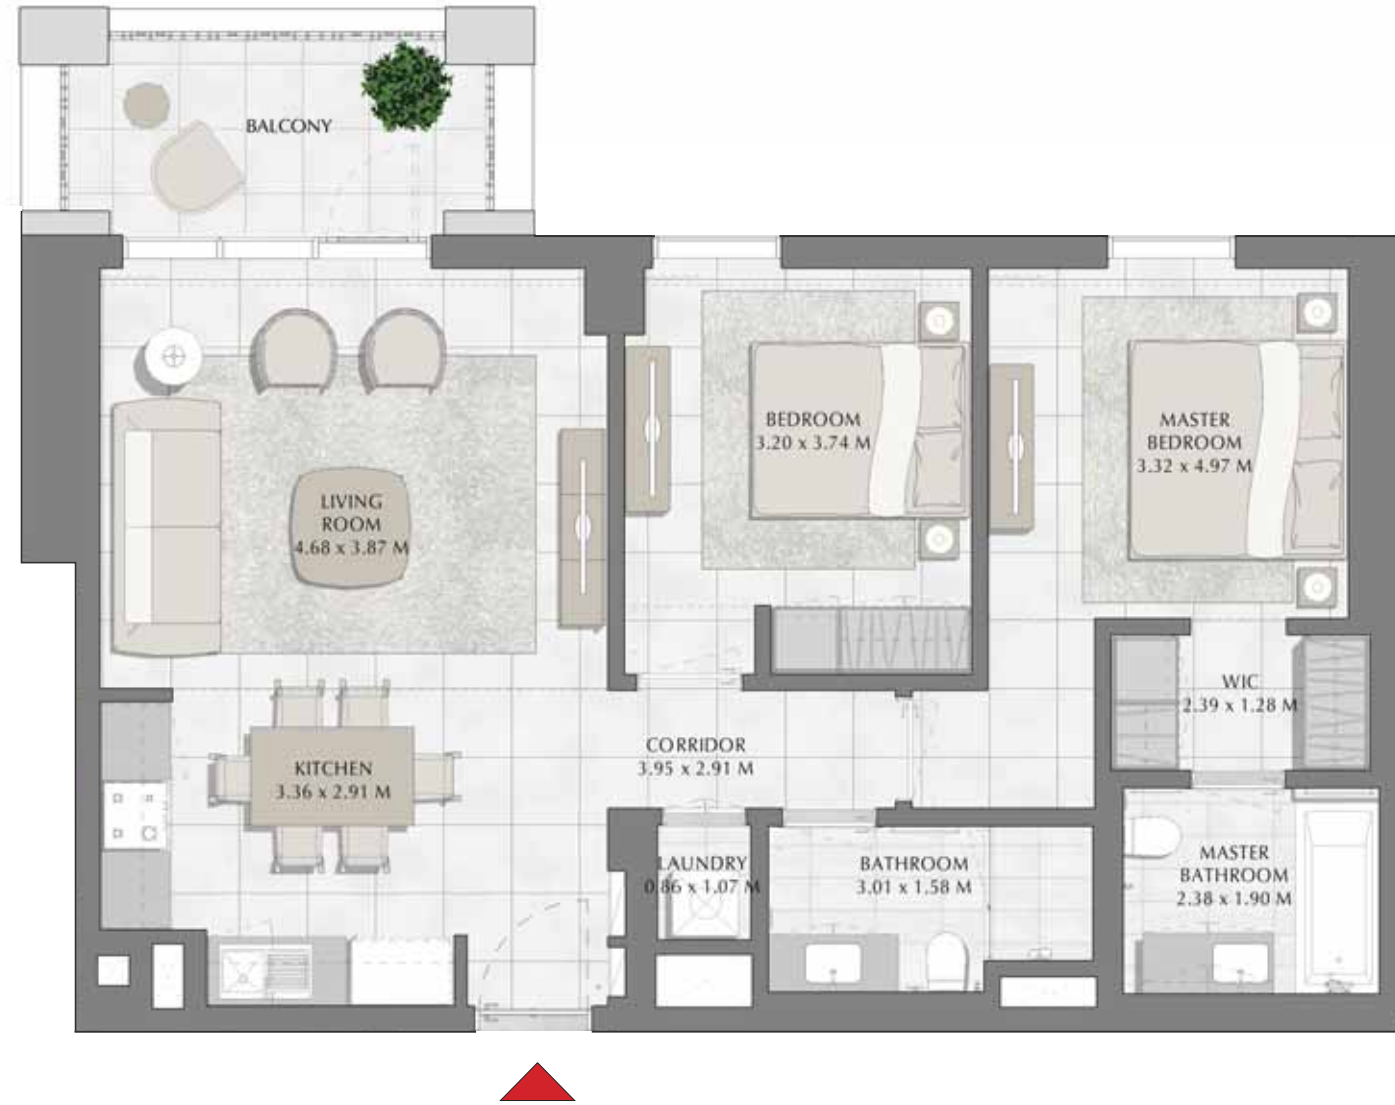 BALCONY
BEDROOM
3.20 x 3.74 M
MASTER
BEDROOM
3.32 x 4.97 M
LIVING
ROOM
4.68 x 3.87 M
WIC
2.39 x 1.28 M
CORRIDOR
3.95 x 2.91 M
KITCHEN
3.36 x 2.91 M
LAUNDRY
0.86 x 1.07 M
BATHROOM
3.01 x 1.58 M
MASTER
BATHROOM
2.38 x 1.90 M